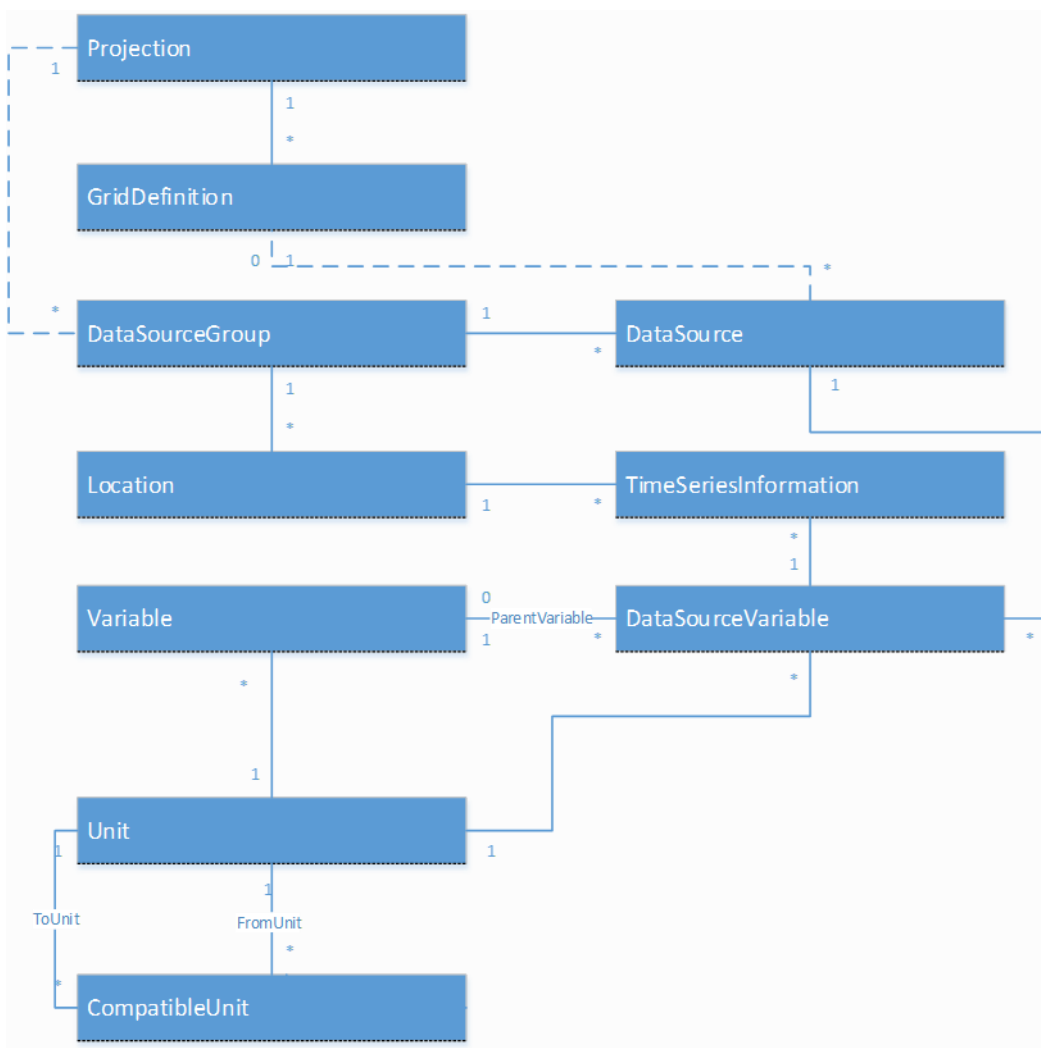 Projection
1
1
*
GridDefinition
0 1
*
*
DataSourceGroup
1
*
DataSource
1
*
1
Location
1
*
TimeSeriesInformation
*
1
Variable
0
ParentVariable
1
*
DataSourceVariable
*
*
*
1
Unit
1
1
1
ToUnit
FromUnit
*
*
CompatibleUnit